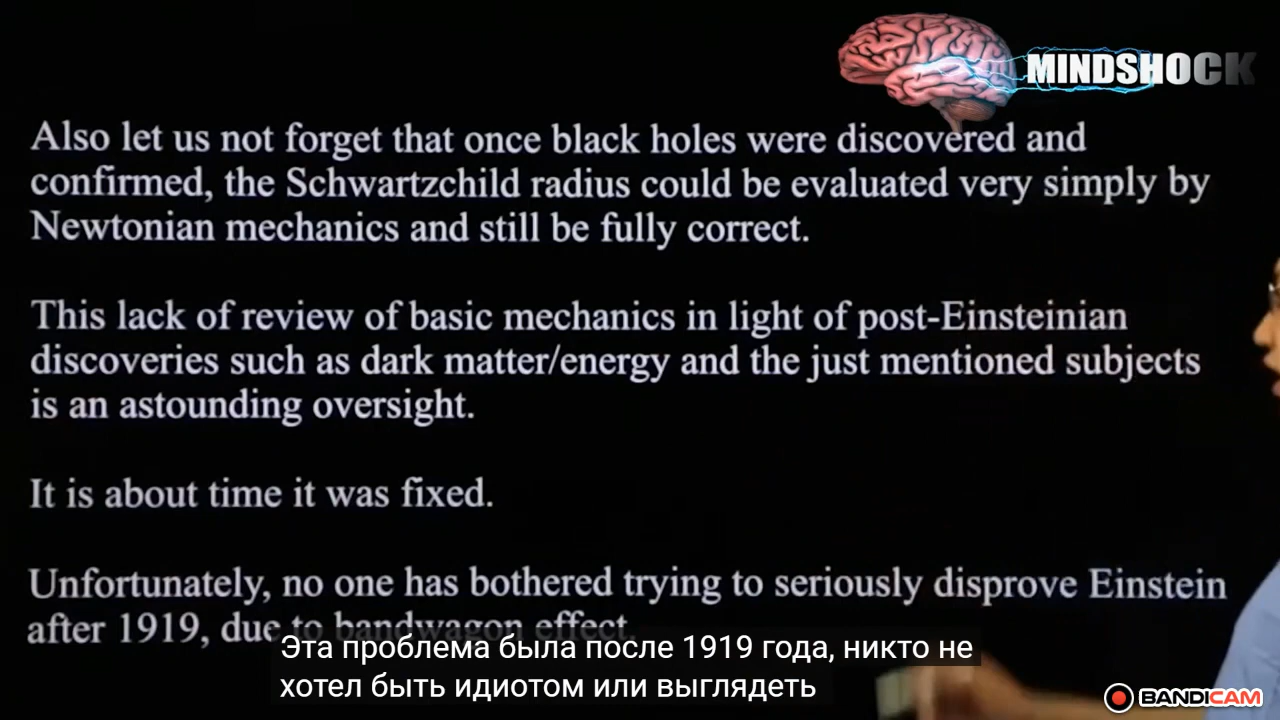 MINDSHOCK
Also let us not forget that once black holes were discovered and
confirmed, the Schwartzchild radius could be evaluated very simply by
Newtonian mechanics and still be fully correct.
This lack of review of basic mechanics in light of post-Einsteinian
discoveries such as dark matter/energy and the just mentioned subjects
is an astounding oversight.
It is about time it was fixed.
Unfortunately, no one has bothered trying to seriously disprove Einstein
after 1919, due to bandwagon effect.
Эта проблема была после 1919 года, никто не
хотел быть идиотом или выглядеть
BANDICAM